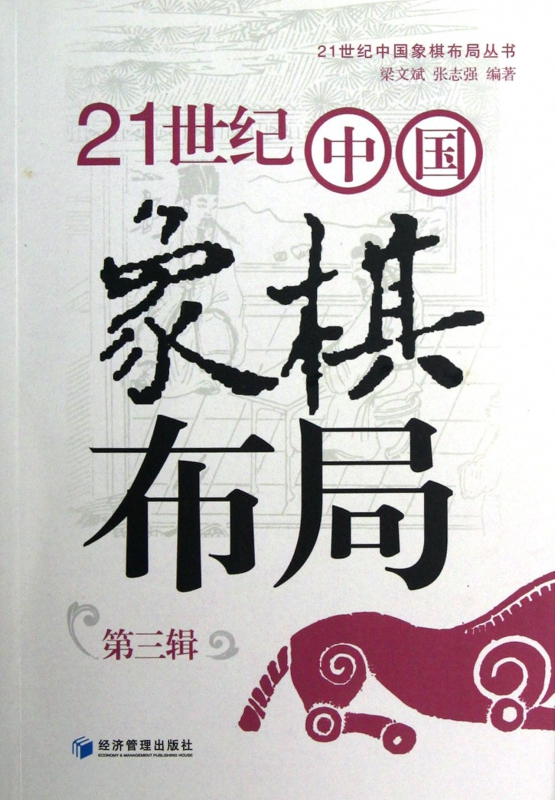 21世纪中国象棋布局丛书
梁文斌 张志强 编著
21世纪中国
象棋
布局
第三辑
经济管理出版社
ECONOMY & MANAGEMENT PUBLISHING HOUSE